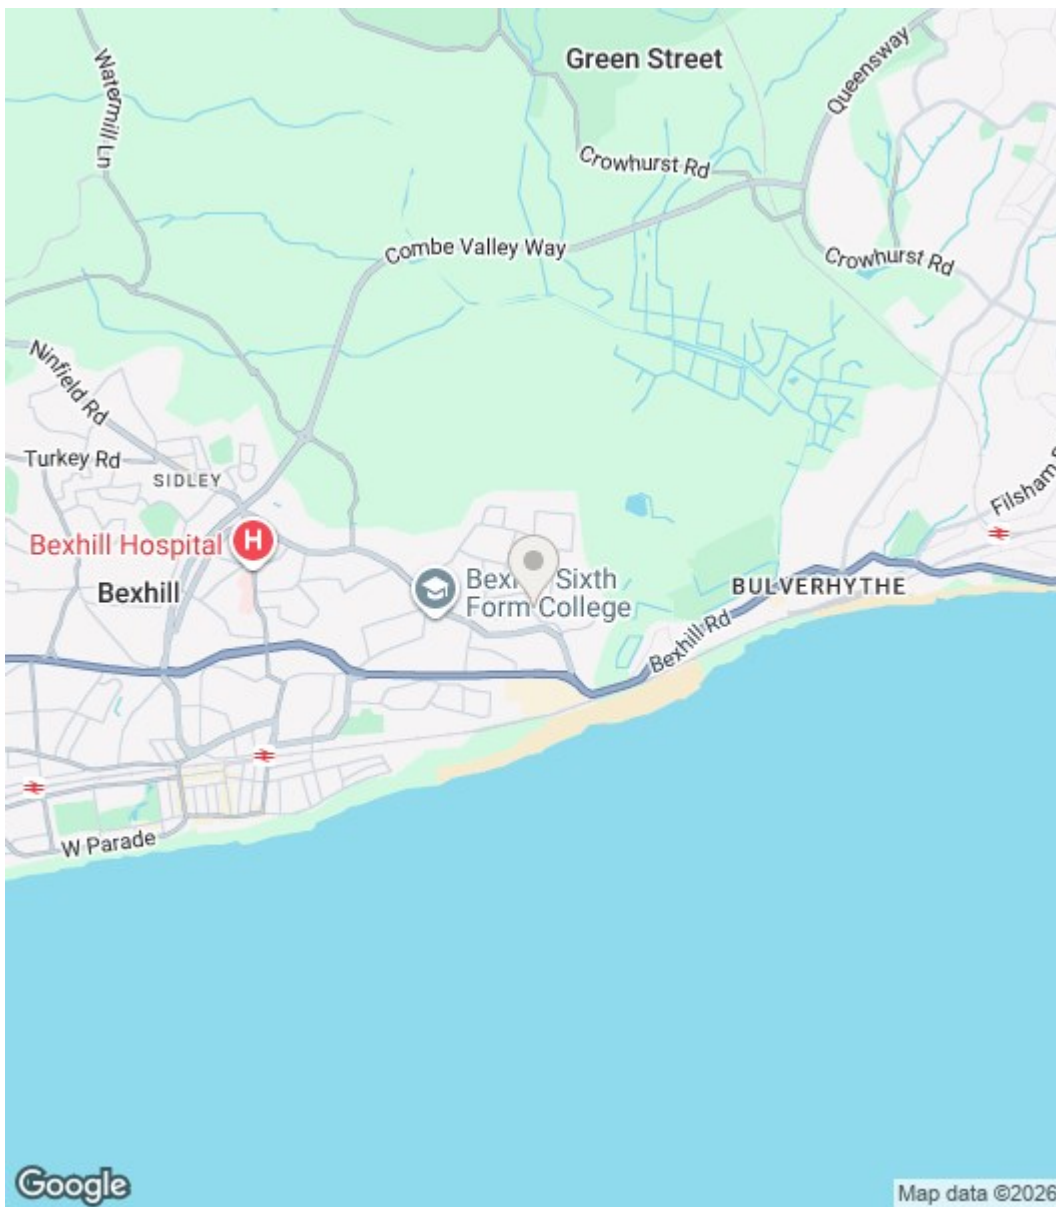 Green Street
Queensway
Watermill Ln
Crowhurst Rd
Combe Valley Way
Crowhurst Rd
Ninfield Rd
Turkey Rd
SIDLEY
Filsham
Bexhill Hospital
H
Bexhill
Sixth
Form College
BULVERHYTHE
Bexhill Rd
W Parade
Google
Map data ©2026